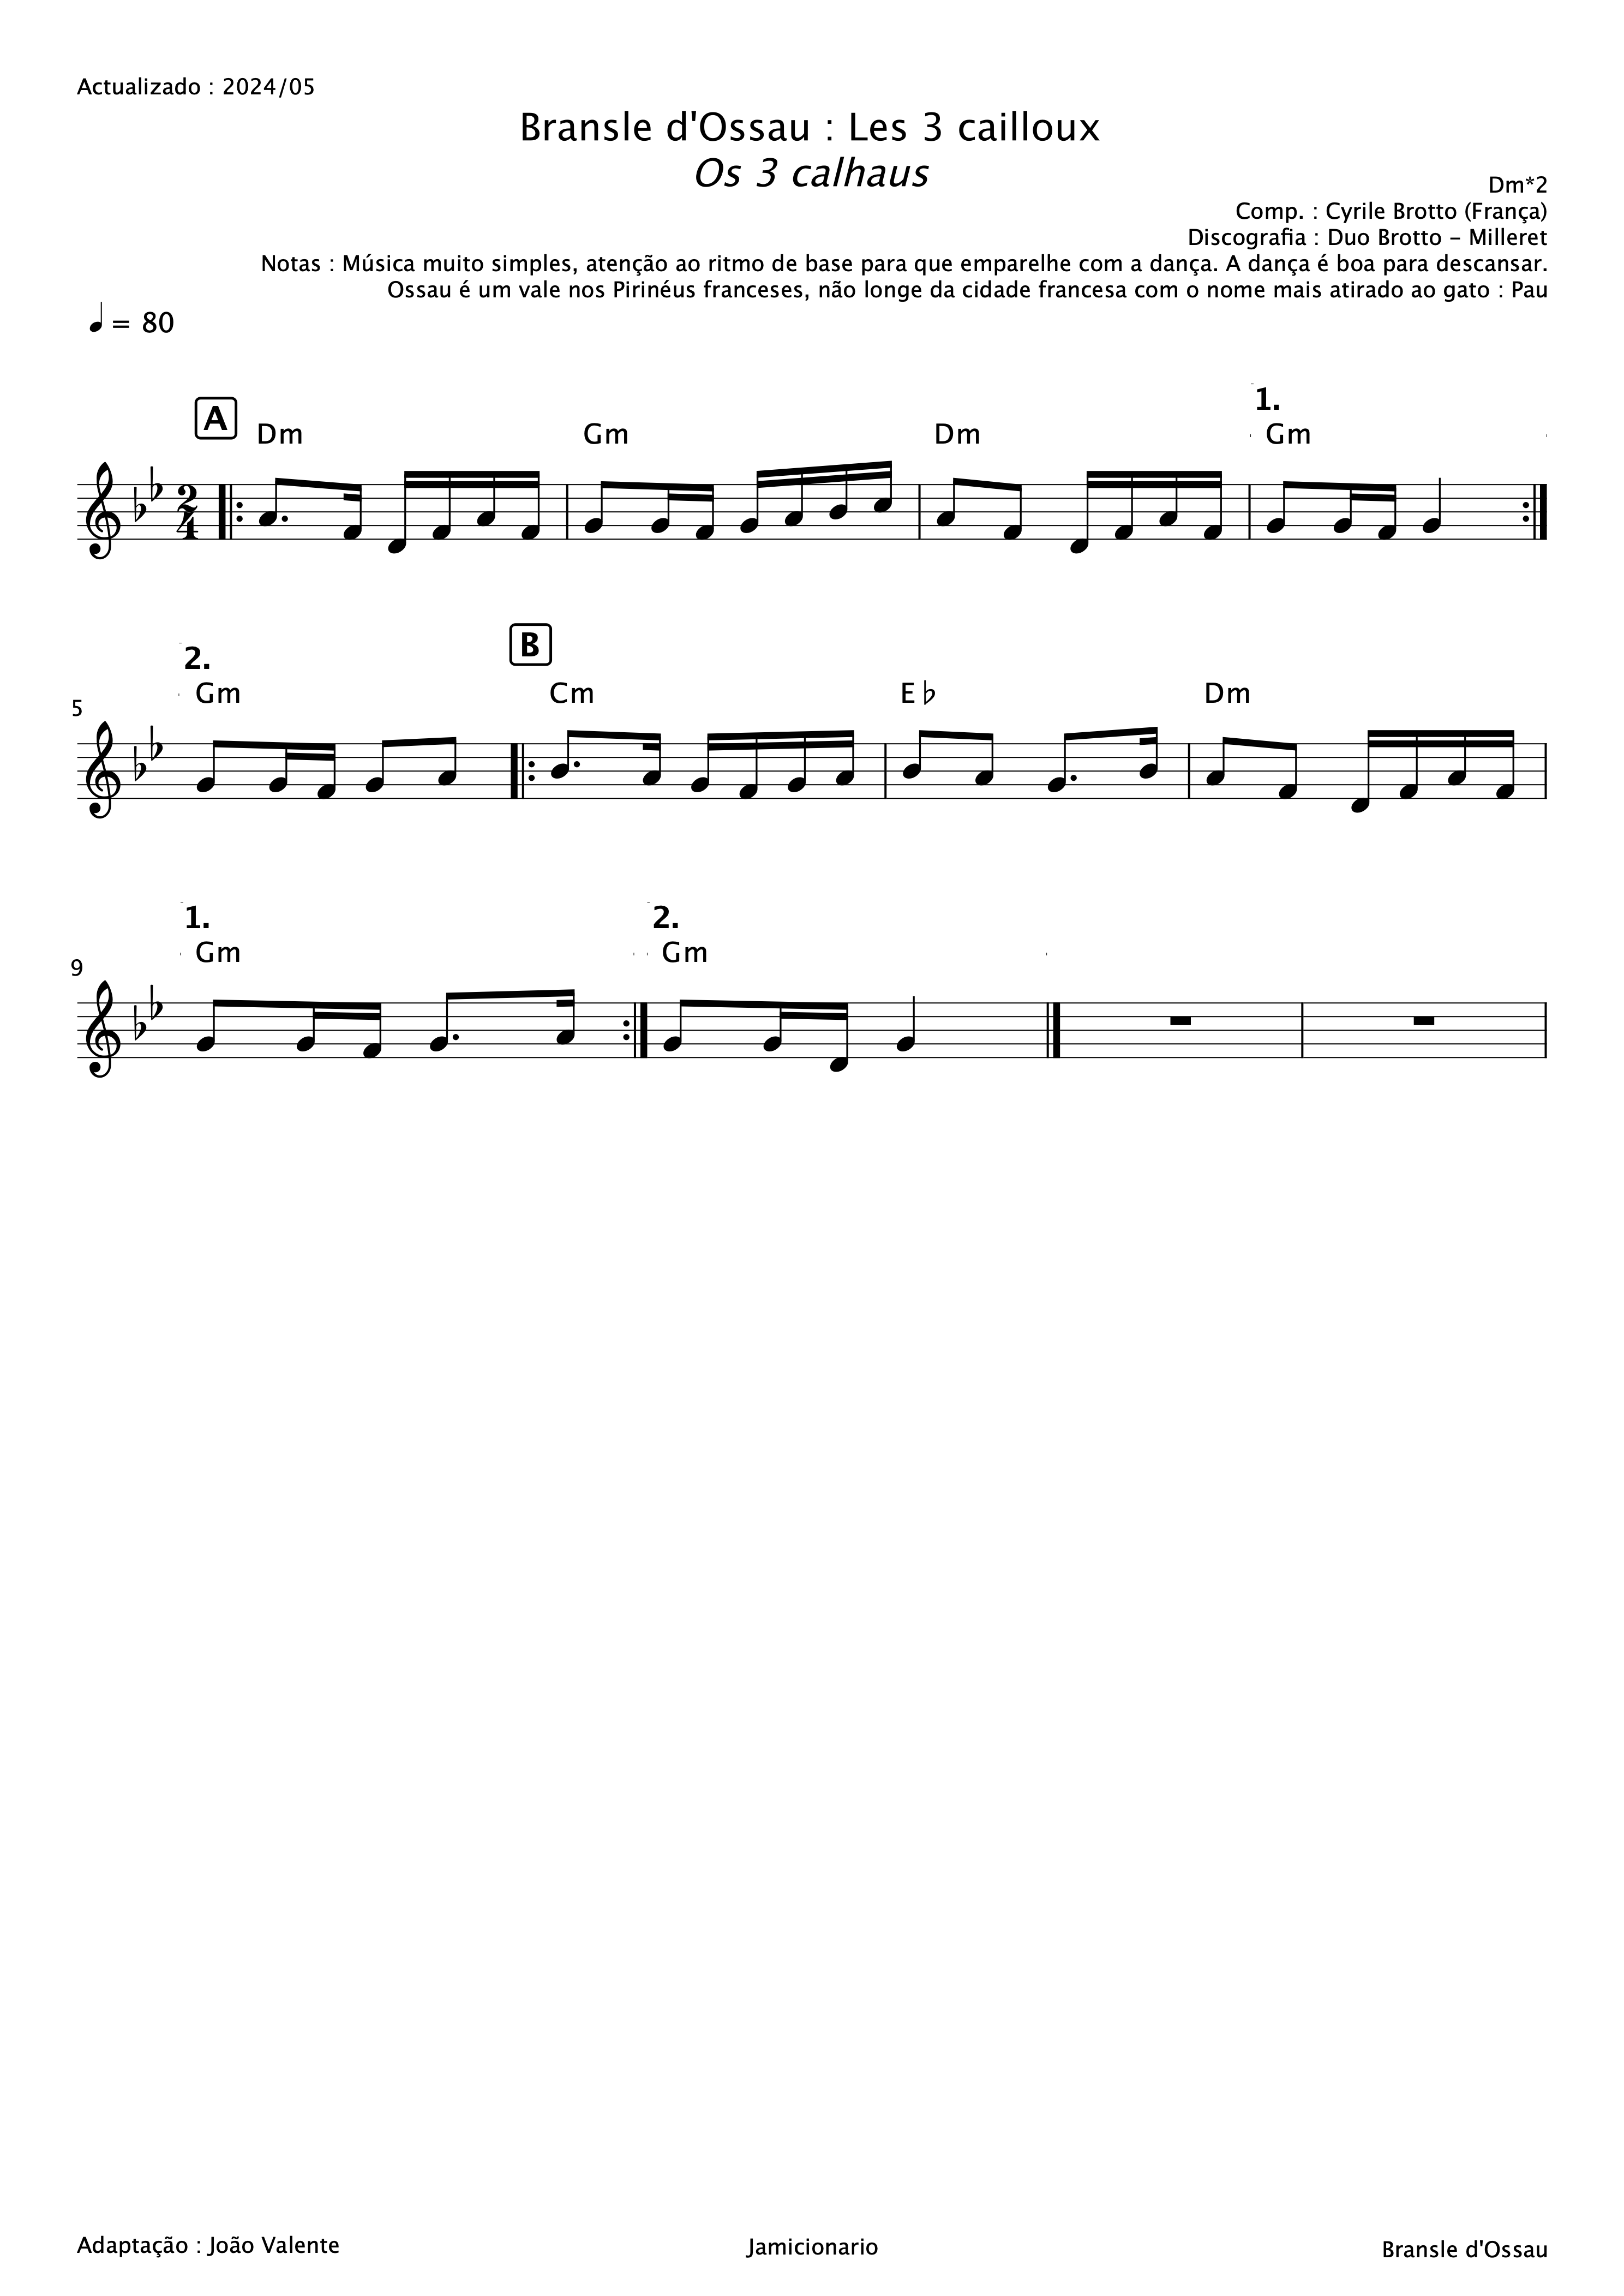 Actualizado : 2024/05
Bransle d'Ossau : Les 3 cailloux
Os 3 calhaus
Dm*2
Comp. : Cyrile Brotto (França)
Discografia : Duo Brotto - Milleret
Notas : Música muito simples, atenção ao ritmo de base para que emparelhe com a dança. A dança é boa para descansar.
Ossau é um vale nos Pirinéus franceses, não longe da cidade francesa com o nome mais atirado ao gato : Pau
= 80
1.
A Dm Gm Dm Gm
2 4
2. B
5 Gm Cm E♭ Dm
1. 2.
9 Gm Gm
Adaptação : João Valente Jamicionario Bransle d'Ossau